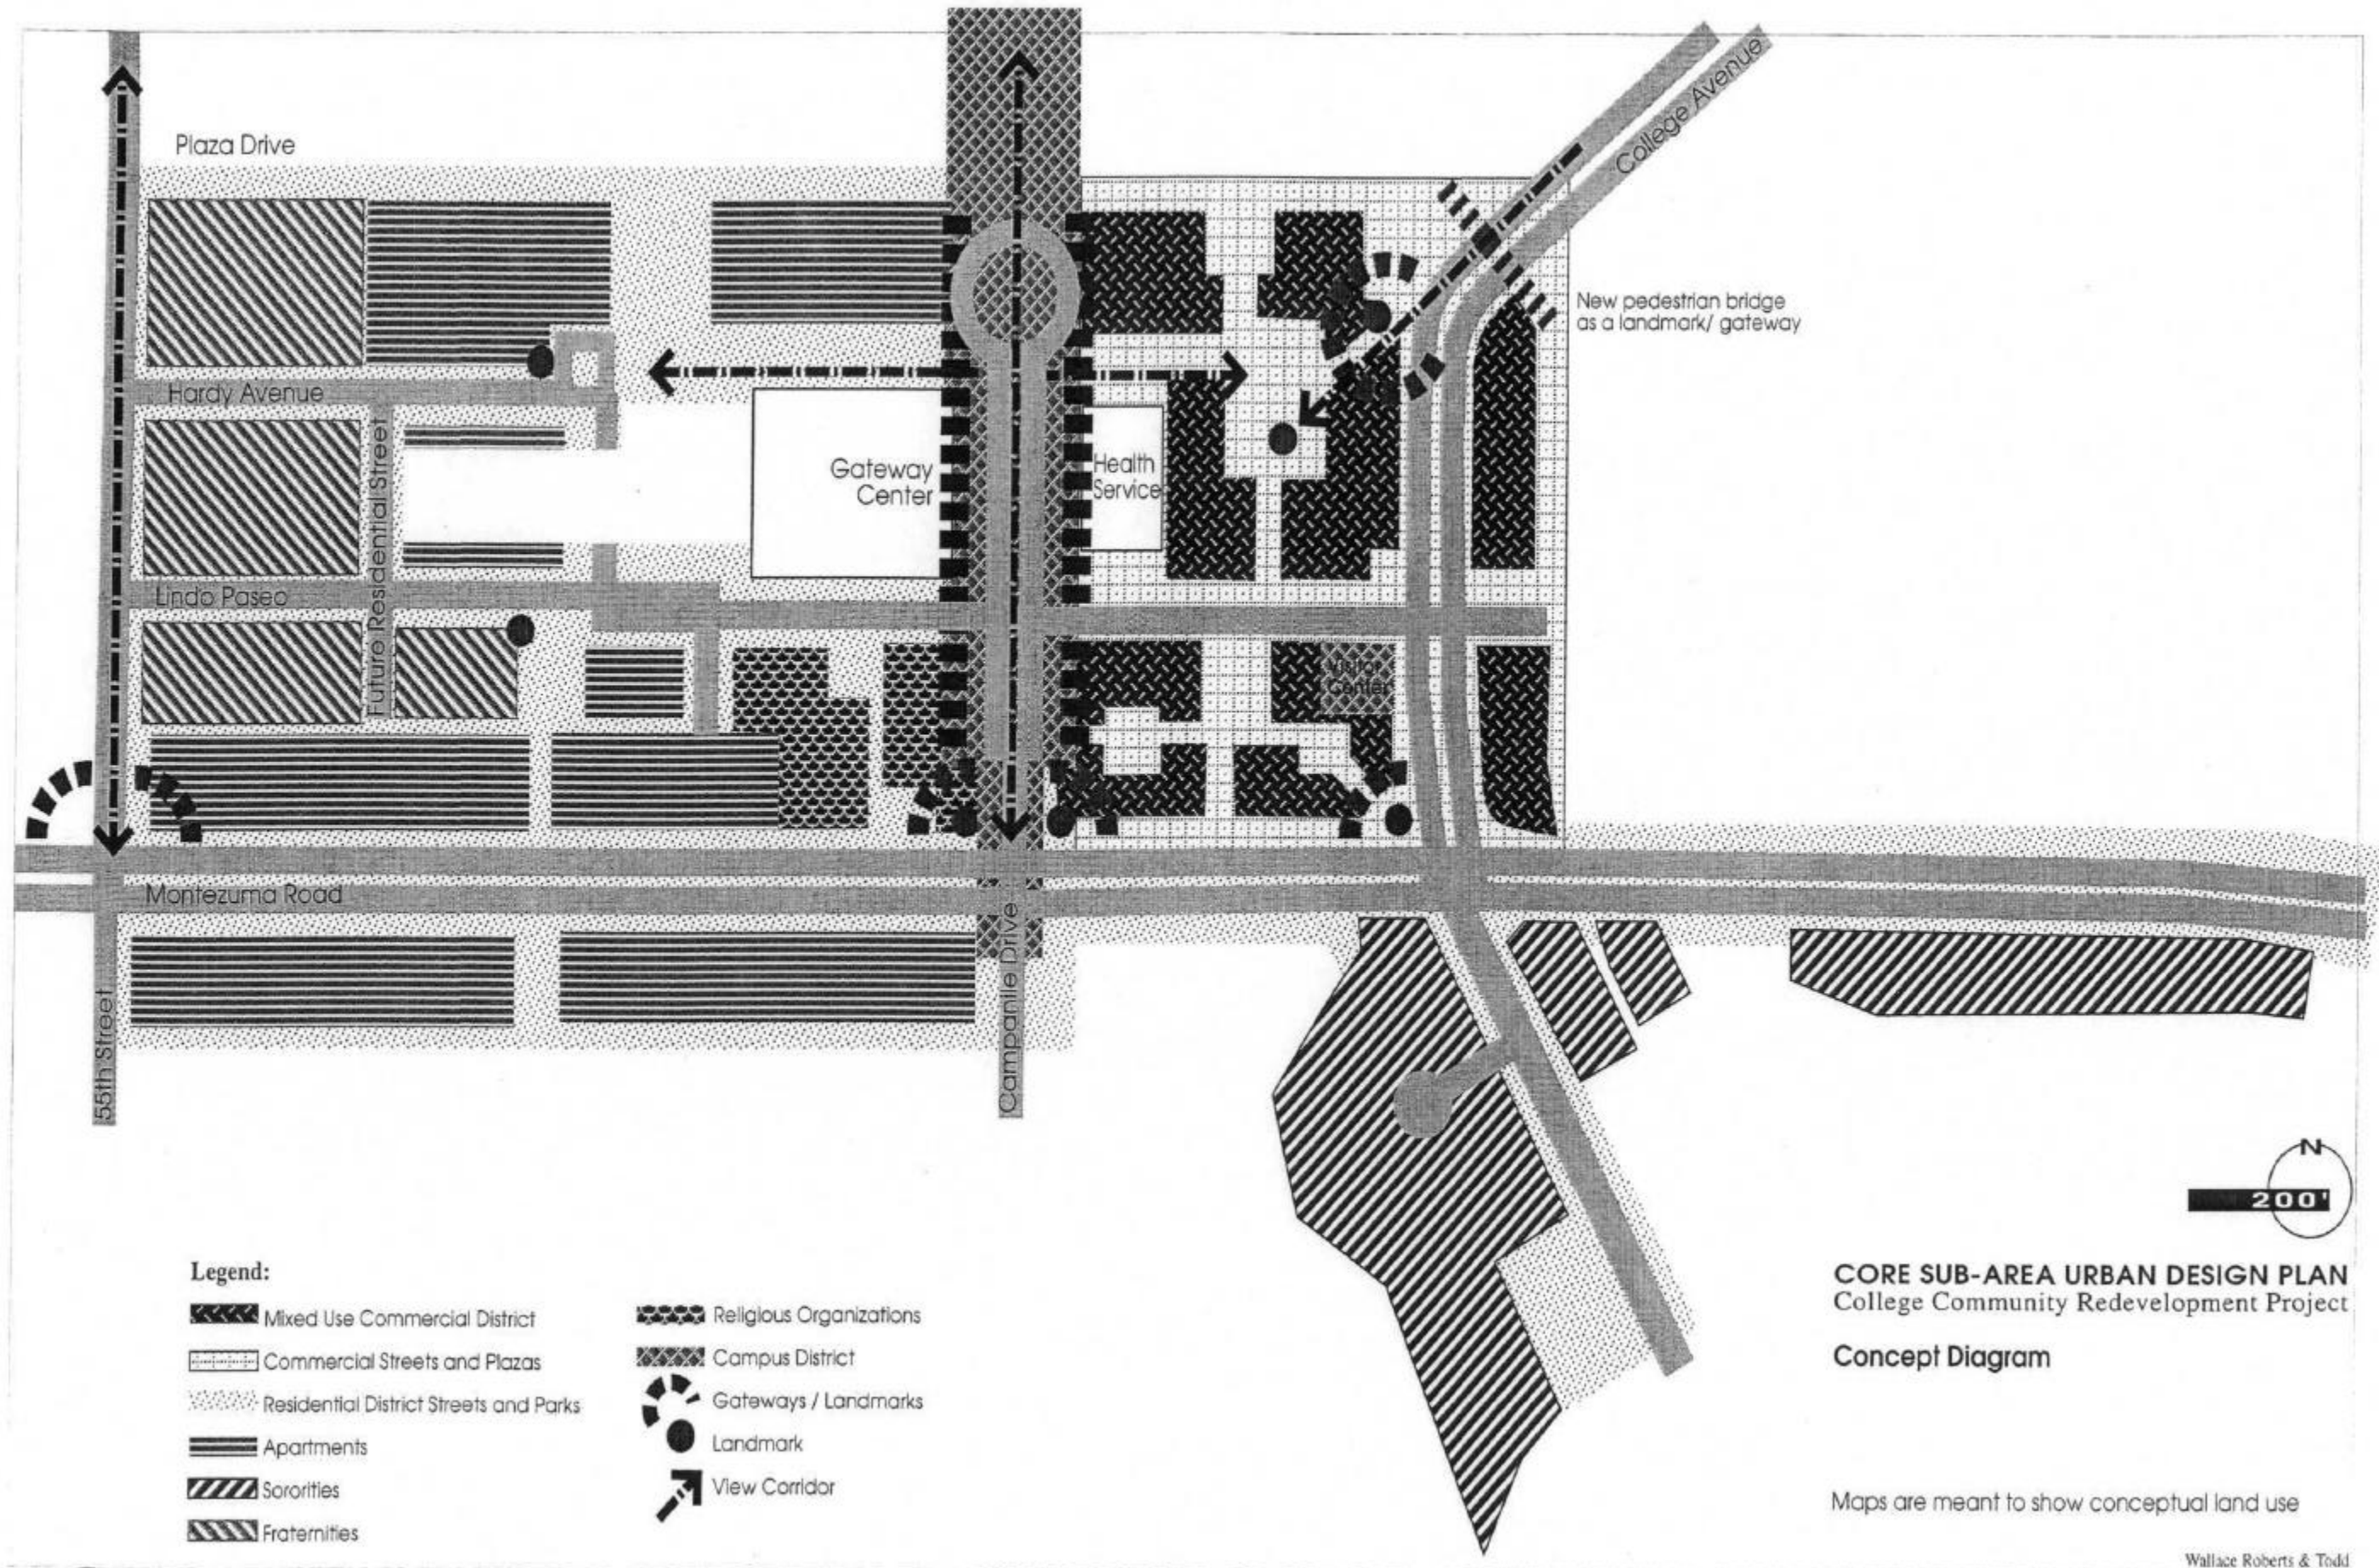 Plaza Drive
College Avenue
New pedestrian bridge
as a landmark/ gateway
Hardy Avenue
Future Residential Street
Gateway
Center
Health
Service
Lindo Paseo
Visitor
Center
Montezuma Road
55th Street
Campanile Drive
N
200'
Legend:
Mixed Use Commercial District
Commercial Streets and Plazas
Residential District Streets and Parks
Apartments
Sororities
Fraternities
Religious Organizations
Campus District
Gateways / Landmarks
Landmark
View Corridor
CORE SUB-AREA URBAN DESIGN PLAN
College Community Redevelopment Project
Concept Diagram
Maps are meant to show conceptual land use
Wallace Roberts & Todd